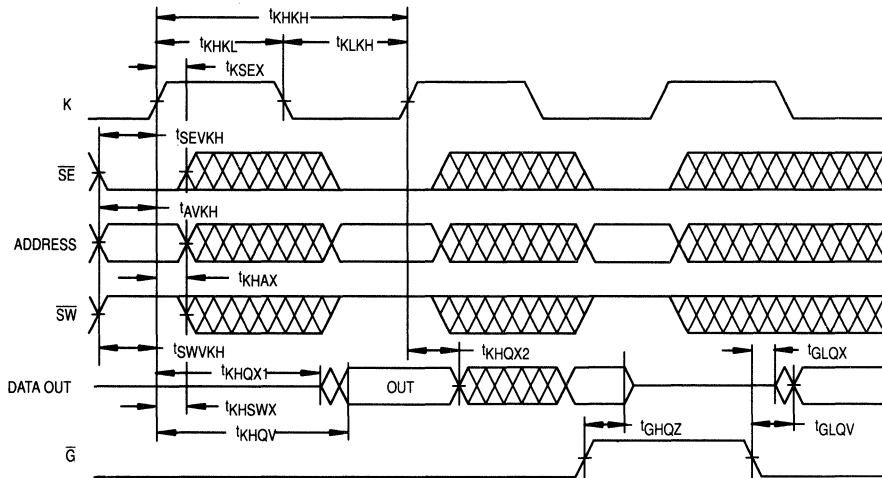 tKHKH
tKHKL
tKLKH
tKSEX
K
tSEVKH
SE
tAVKH
ADDRESS
tKHAX
SW
tSWVKH
tKHQX1
tKHQX2
tGLQX
DATA OUT
OUT
tKHSWX
tKHQV
tGHQZ
tGLQV
G